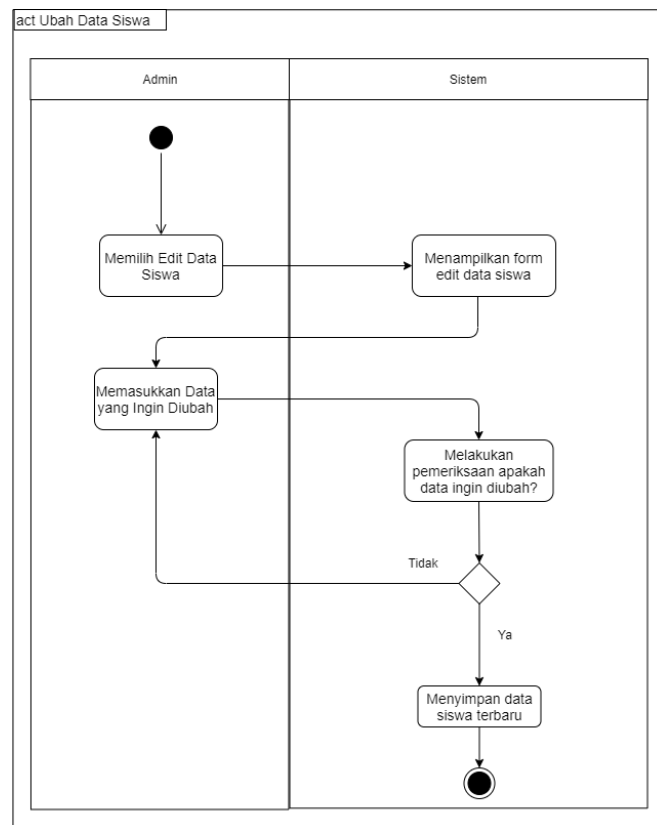 act Ubah Data Siswa
Admin
Sistem
Memilih Edit Data
Siswa
Menampilkan form
edit data siswa
Memasukkan Data
yang Ingin Diubah
Melakukan
pemeriksaan apakah
data ingin diubah?
Tidak
Ya
Menyimpan data
siswa terbaru